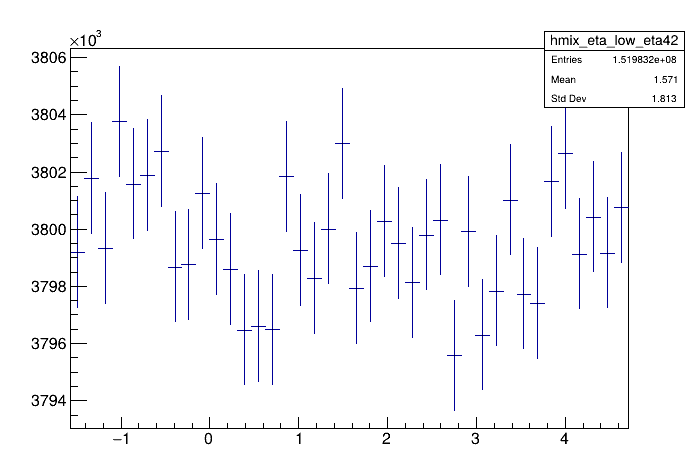 ×10³
hmix_eta_low_eta42
Entries 1.519832e+08
Mean 1.571
Std Dev 1.813
3806
3804
3802
3800
3798
3796
3794
−1 0 1 2 3 4